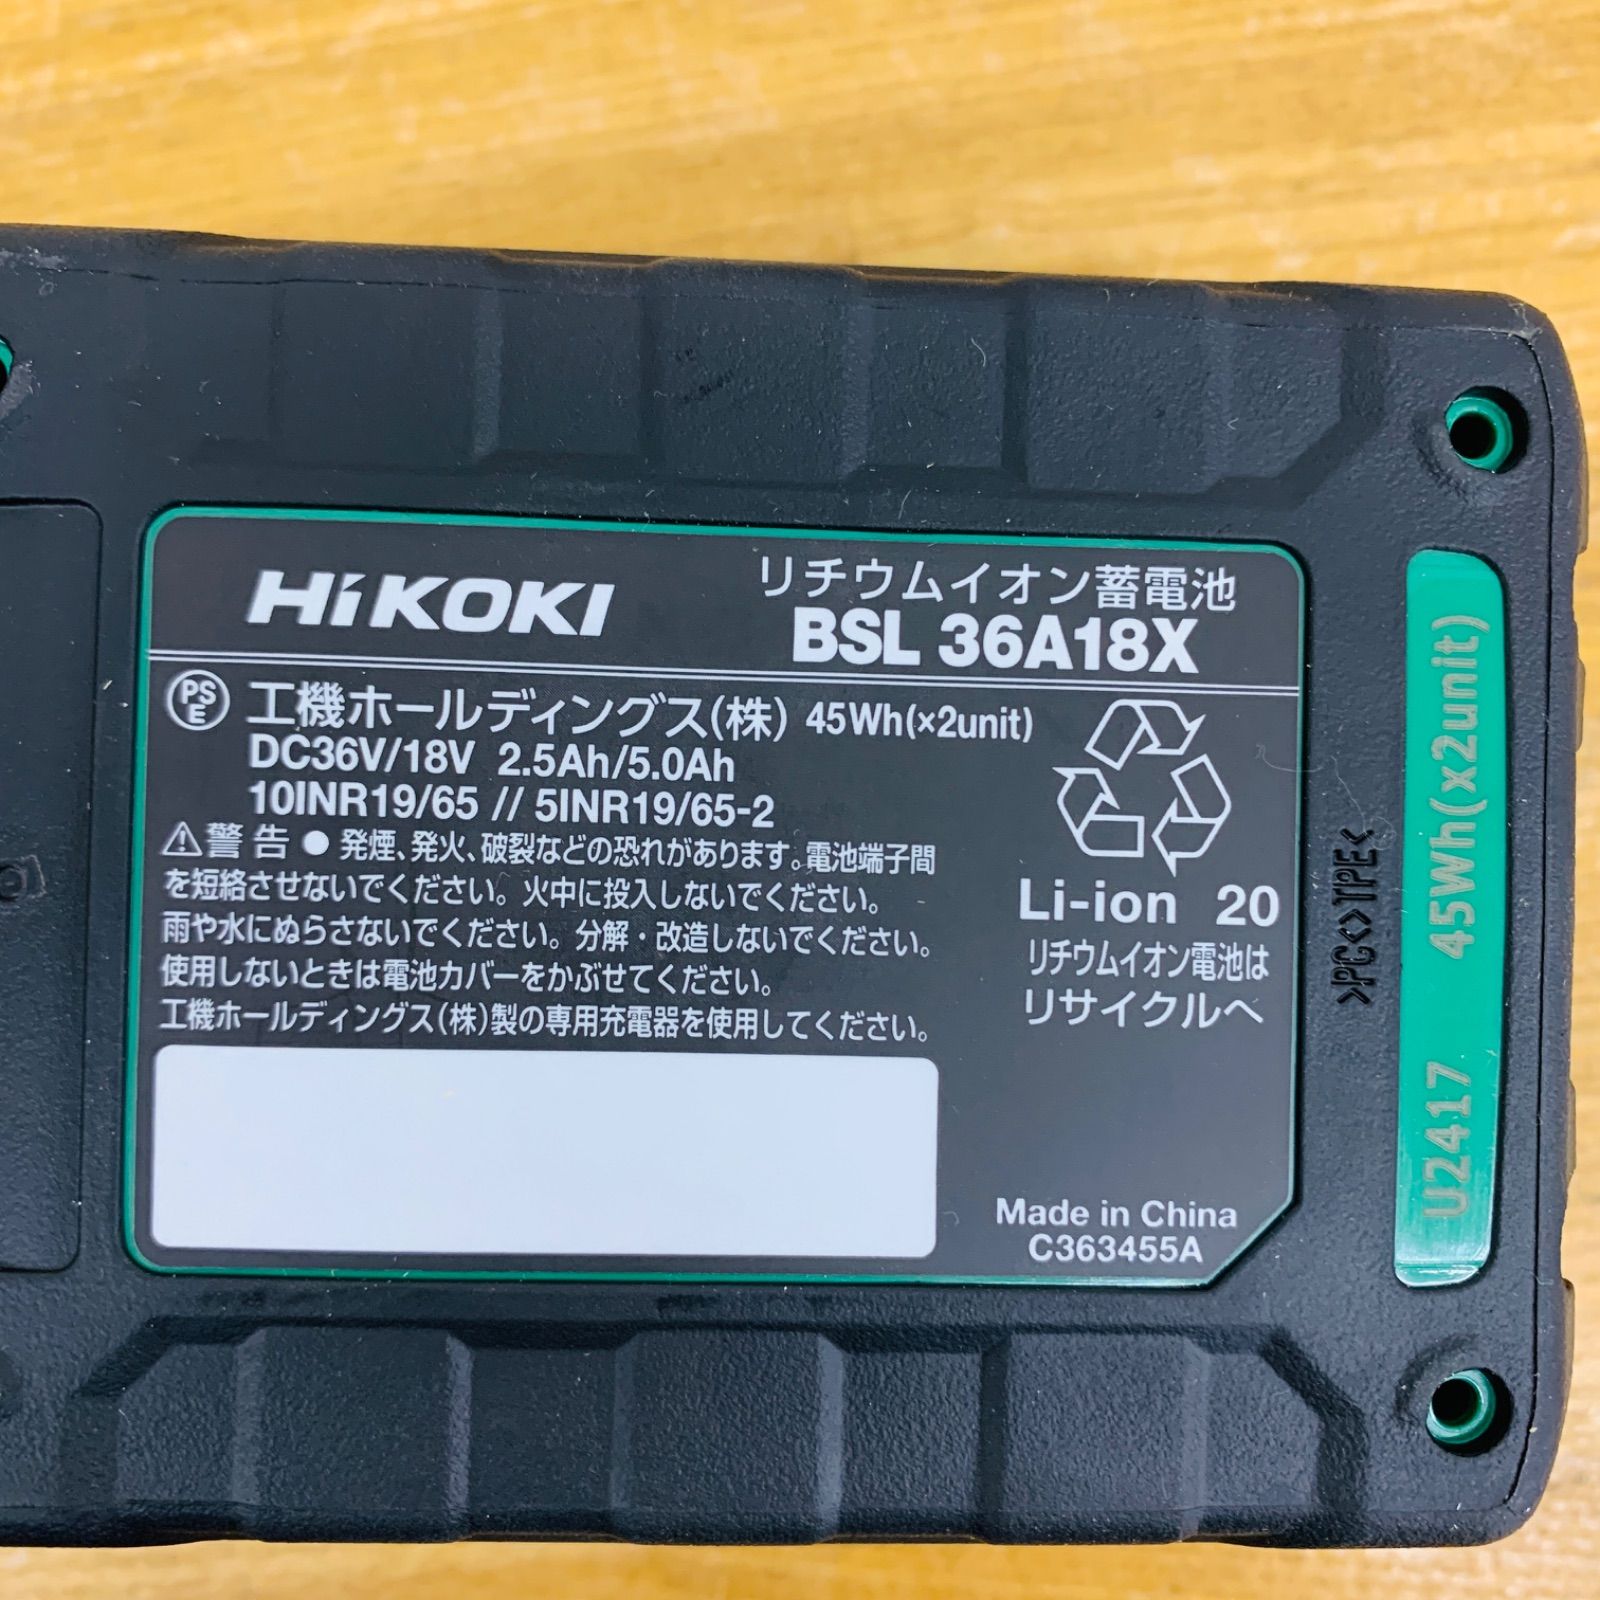 HiKOKI
リチウムイオン蓄電池
BSL 36A18X
PSE
工機ホールディングス(株) 45Wh(×2unit)
DC36V/18V 2.5Ah/5.0Ah
10INR19/65 // 5INR19/65-2
⚠警告 ● 発煙、発火、破裂などの恐れがあります。電池端子間
を短絡させないでください。火中に投入しないでください。
雨や水にぬらさないでください。分解・改造しないでください。
使用しないときは電池カバーをかぶせてください。
工機ホールディングス(株)製の専用充電器を使用してください。
Li-ion 20
リチウムイオン電池は
リサイクルへ
Made in China
C363455A
>PC<>TPE<
U2417 45Wh(x2unit)